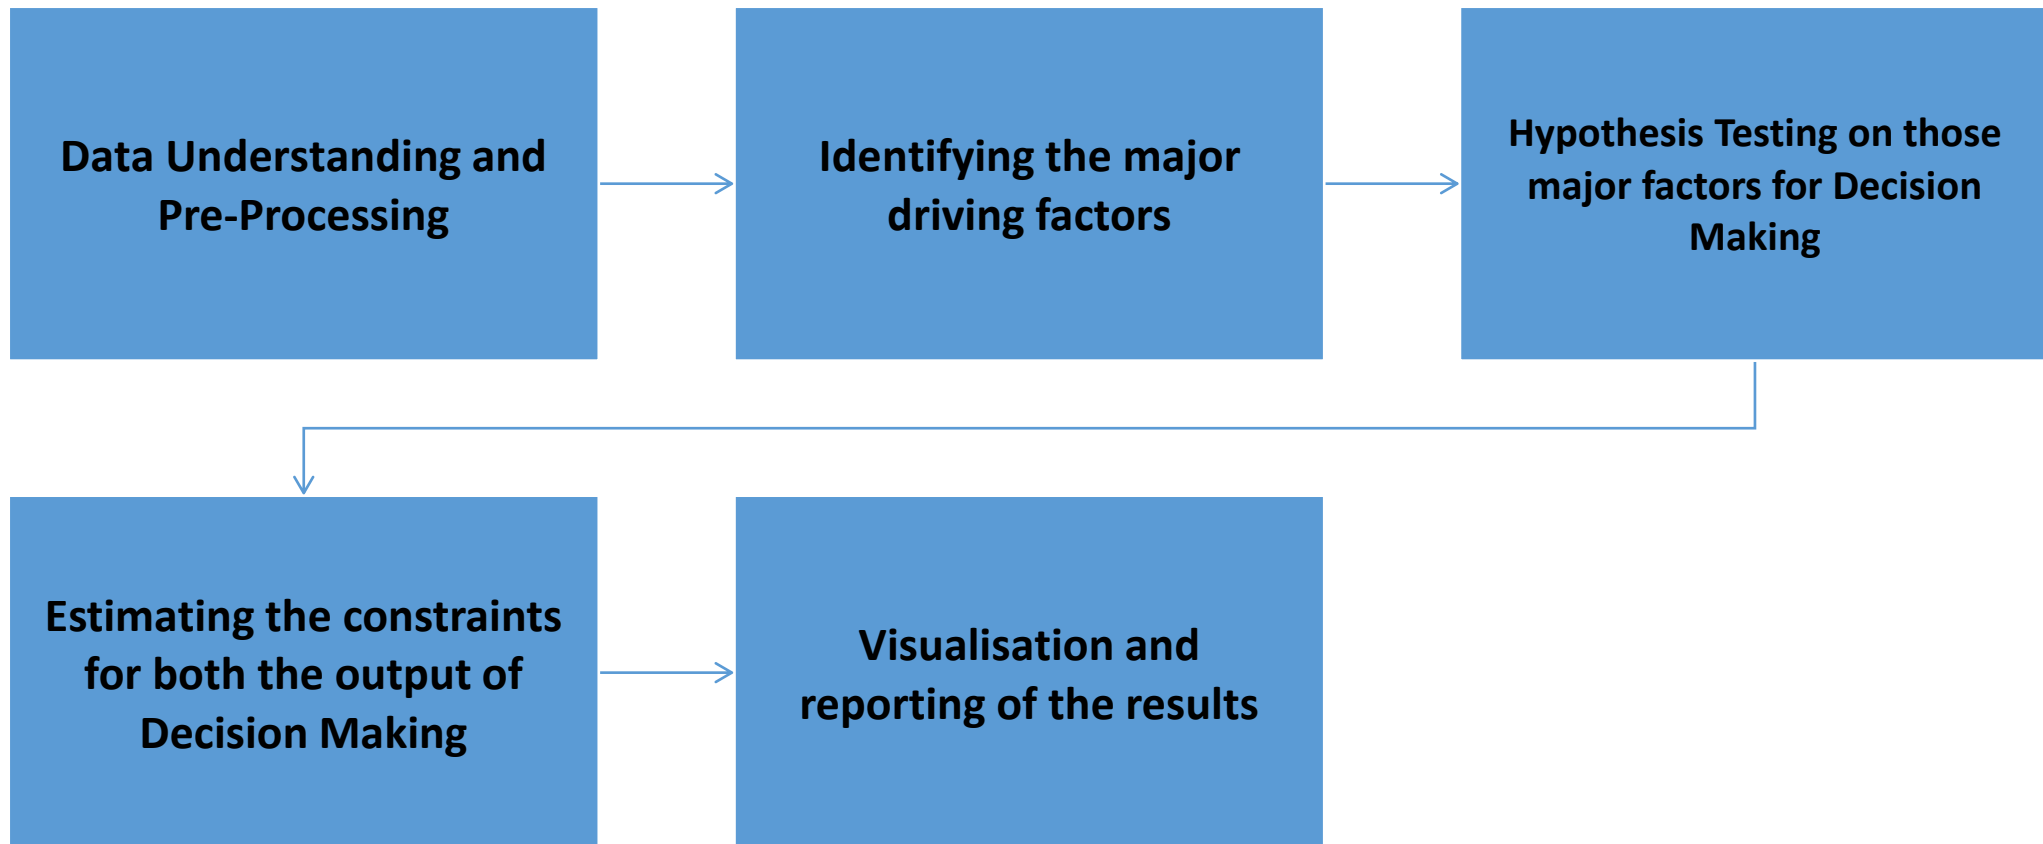 Data Understanding and
Pre-Processing
Identifying the major
driving factors
Hypothesis Testing on those
major factors for Decision
Making
Estimating the constraints
for both the output of
Decision Making
Visualisation and
reporting of the results